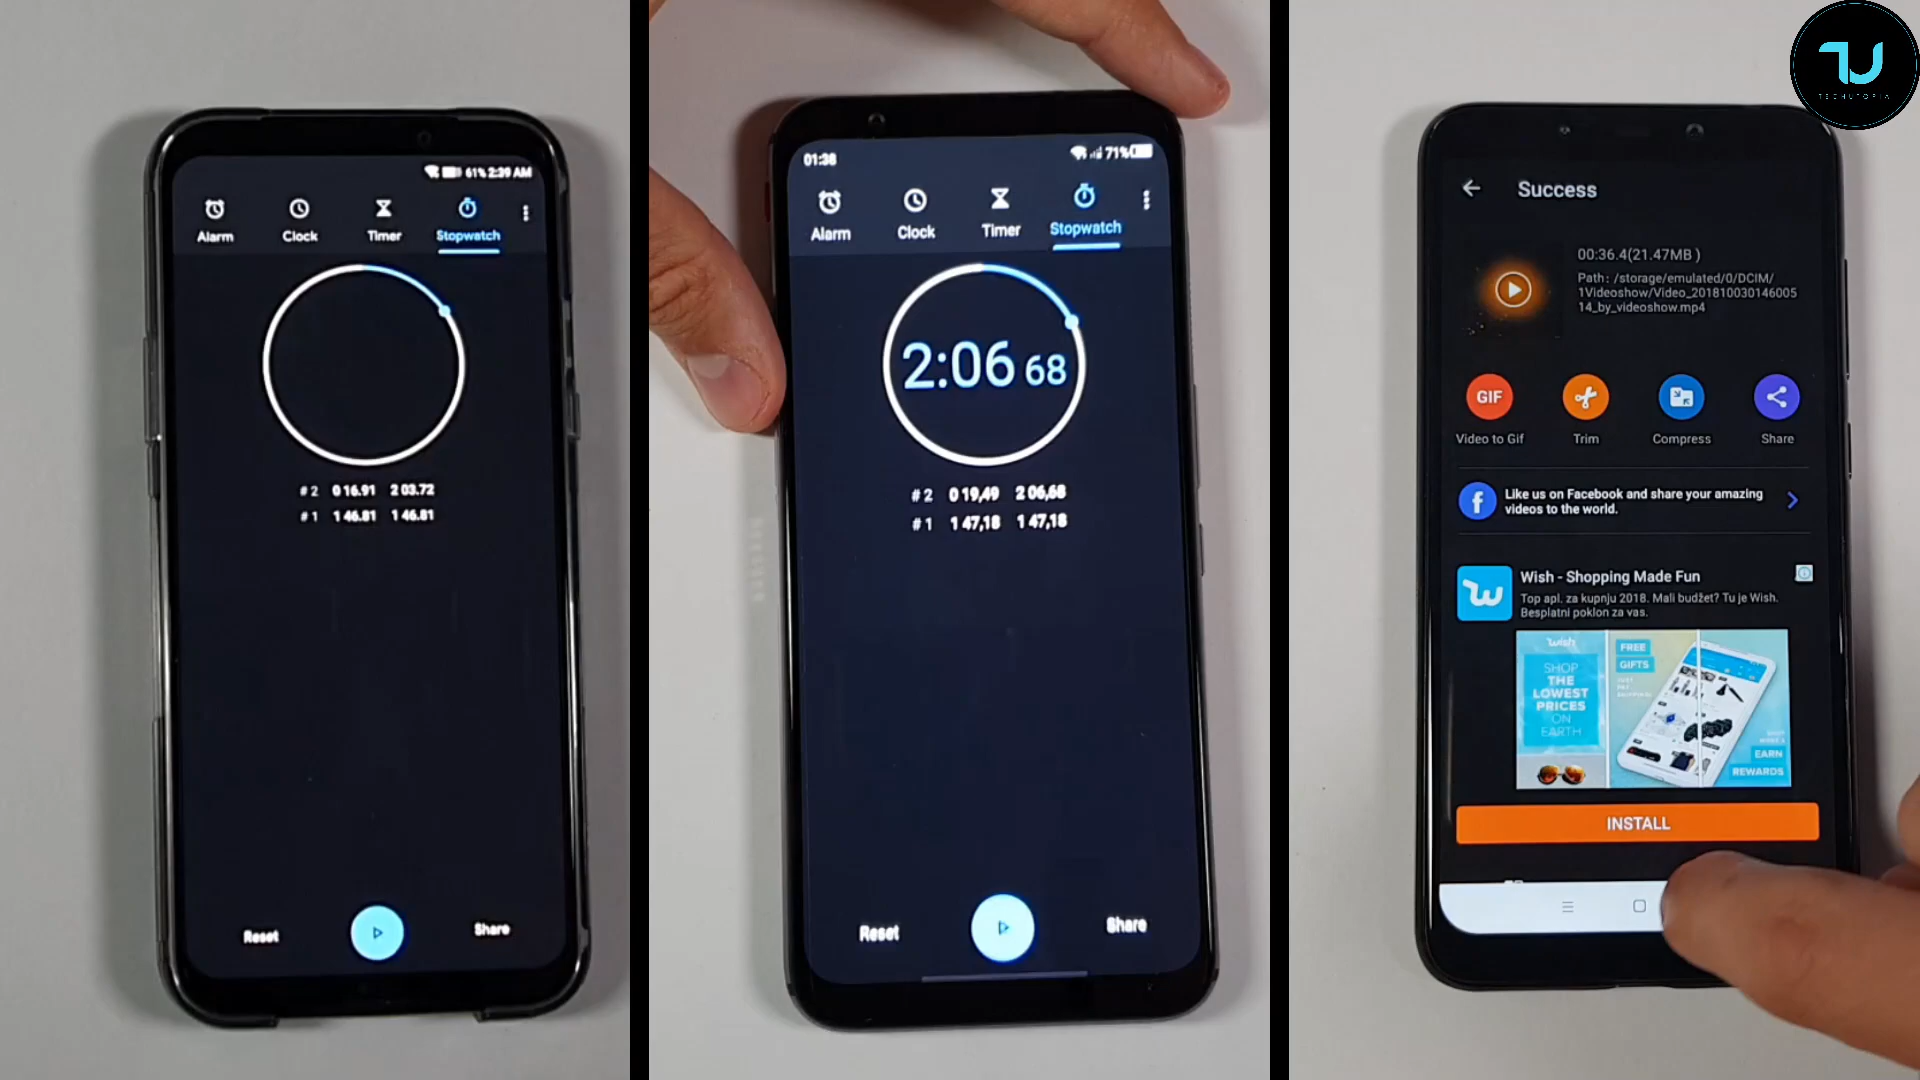 61% 2:39 AM
Alarm
Clock
Timer
Stopwatch
# 2 0 16.91 2 03.72
# 1 1 46.81 1 46.81
Reset
Share
01:38
71%
Alarm
Clock
Timer
Stopwatch
2:06 68
# 2 0 19,49 2 06,68
# 1 1 47,18 1 47,18
Reset
Share
TECHUTOPIA
Success
00:36.4(21.47MB )
Path: /storage/emulated/0/DCIM/
1Videoshow/Video_201810030146005
14_by_videoshow.mp4
GIF
Video to Gif
Trim
Compress
Share
Like us on Facebook and share your amazing
videos to the world.
Wish - Shopping Made Fun
Top apl. za kupnju 2018. Mali budžet? Tu je Wish.
Besplatni poklon za vas.
wish
SHOP
THE
LOWEST
PRICES
ON
EARTH
FREE
GIFTS
EARN
REWARDS
INSTALL